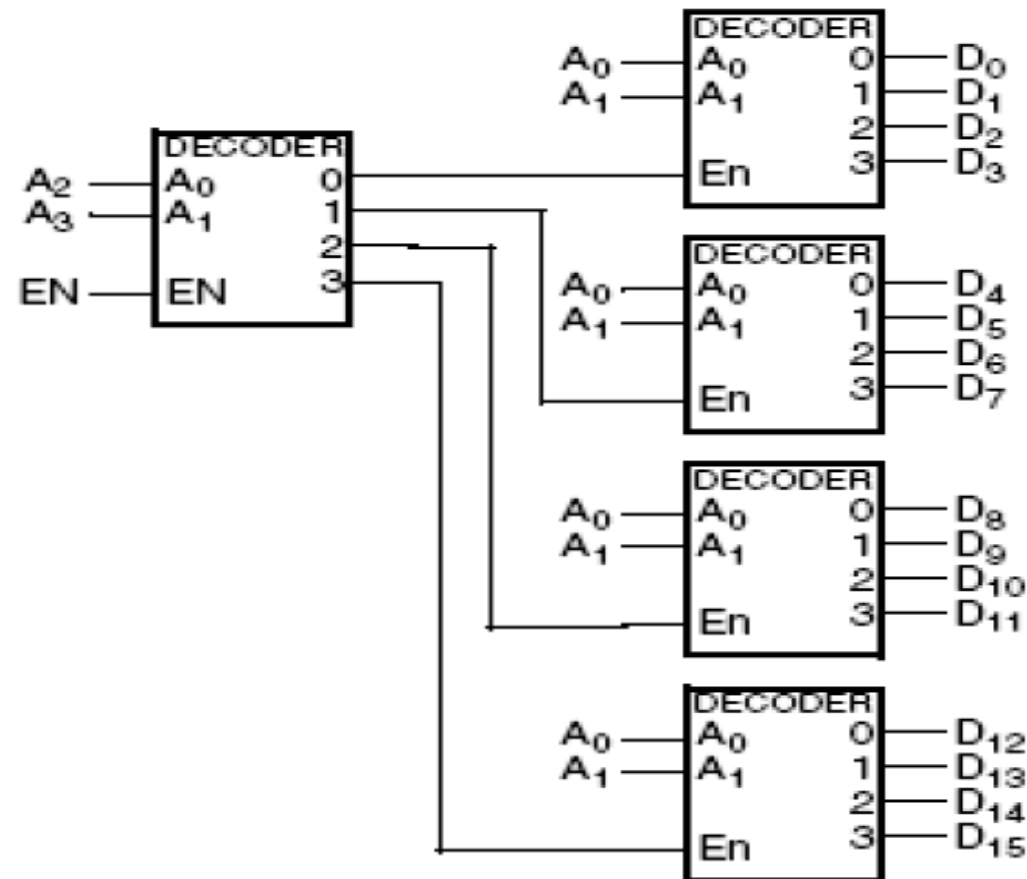 DECODER
A₂ A₀ 0
A₃ A₁ 1
2
3
EN EN
DECODER
A₀ A₀ 0 D₀
A₁ A₁ 1 D₁
2 D₂
En 3 D₃
DECODER
A₀ A₀ 0 D₄
A₁ A₁ 1 D₅
2 D₆
En 3 D₇
DECODER
A₀ A₀ 0 D₈
A₁ A₁ 1 D₉
2 D₁₀
En 3 D₁₁
DECODER
A₀ A₀ 0 D₁₂
A₁ A₁ 1 D₁₃
2 D₁₄
En 3 D₁₅